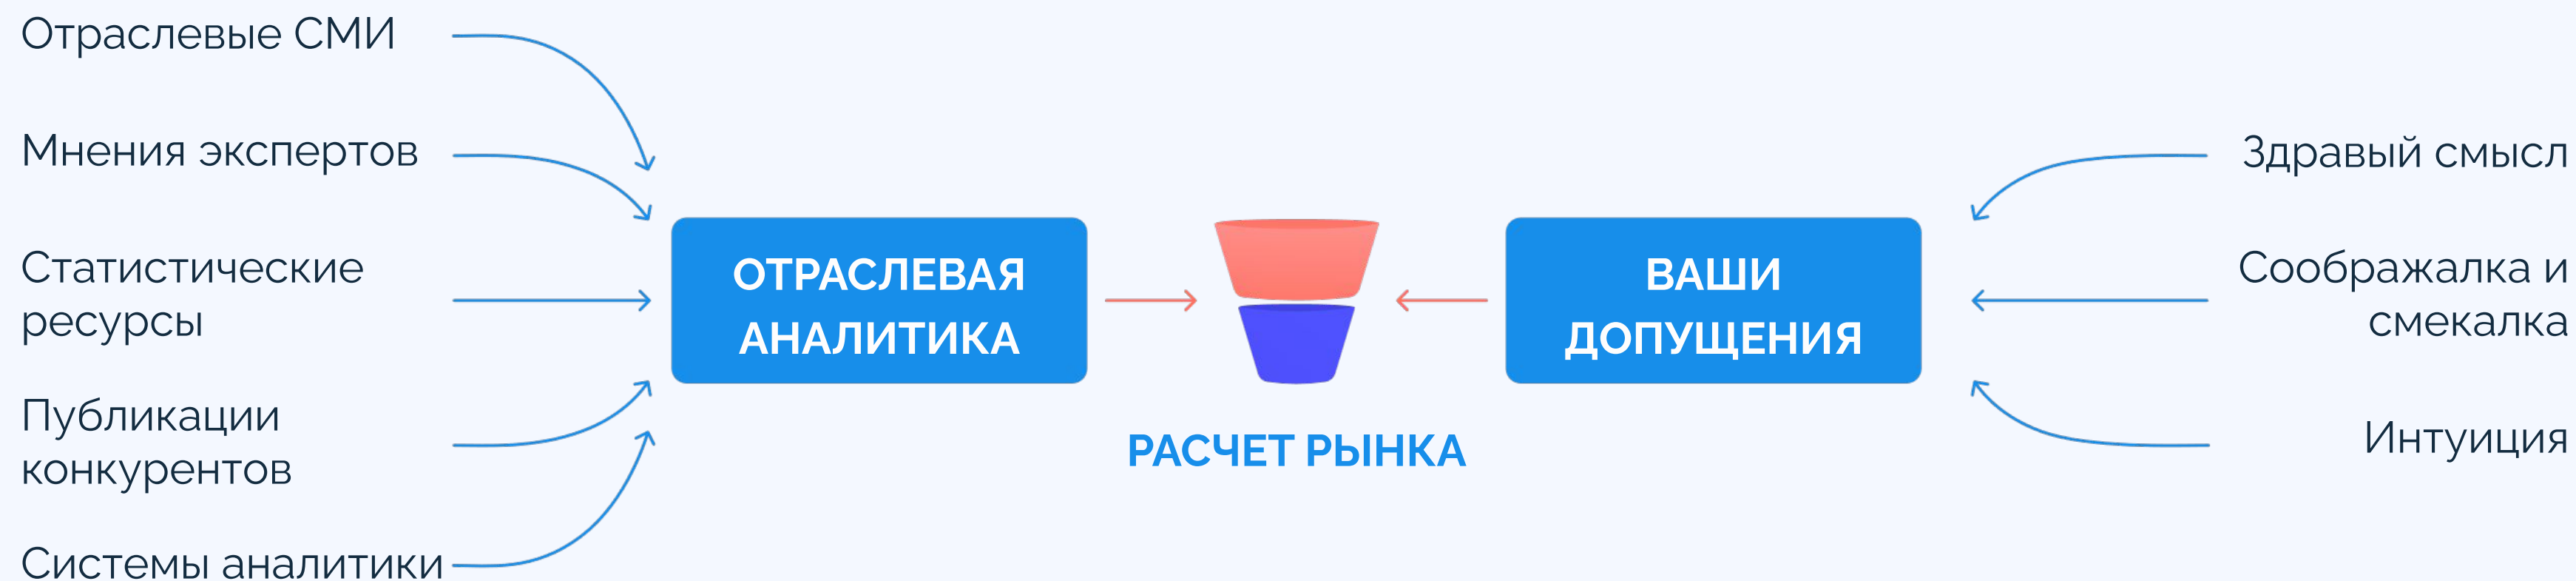 Отраслевые СМИ
Мнения экспертов
Статистические
ресурсы
Публикации
конкурентов
Системы аналитики
ОТРАСЛЕВАЯ
АНАЛИТИКА
РАСЧЕТ РЫНКА
ВАШИ
ДОПУЩЕНИЯ
Здравый смысл
Соображалка и
смекалка
Интуиция